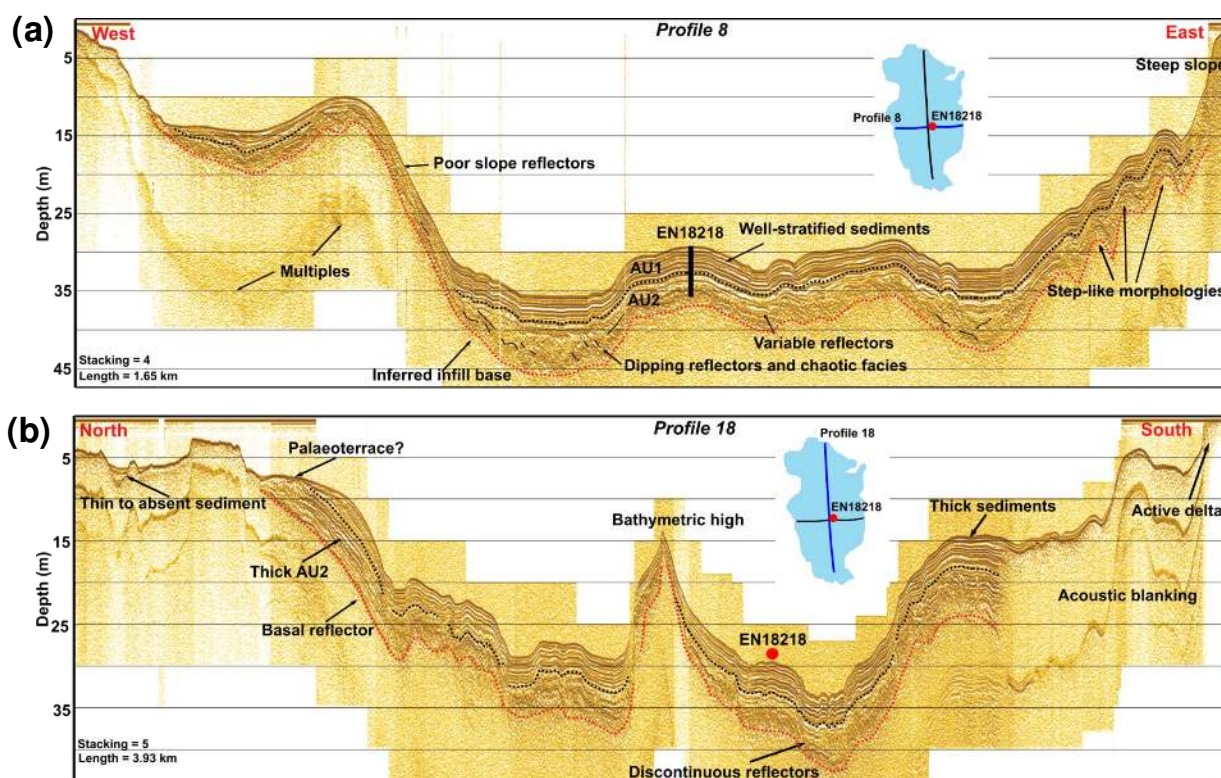 (a)
West
Profile 8
East
5
Steep slope
Profile 8
EN18218
15
Poor slope reflectors
Depth (m)
25
EN18218
Well-stratified sediments
Multiples
AU1
35
AU2
Step-like morphologies
Variable reflectors
Stacking = 4
Dipping reflectors and chaotic facies
Length = 1.65 km
45
Inferred infill base
(b)
North
Profile 18
South
Profile 18
5
Palaeoterrace?
Thin to absent sediment
EN18218
Thick sediments
Active delta
Bathymetric high
15
Thick AU2
Depth (m)
Acoustic blanking
Basal reflector
25
EN18218
35
Stacking = 5
Length = 3.93 km
Discontinuous reflectors